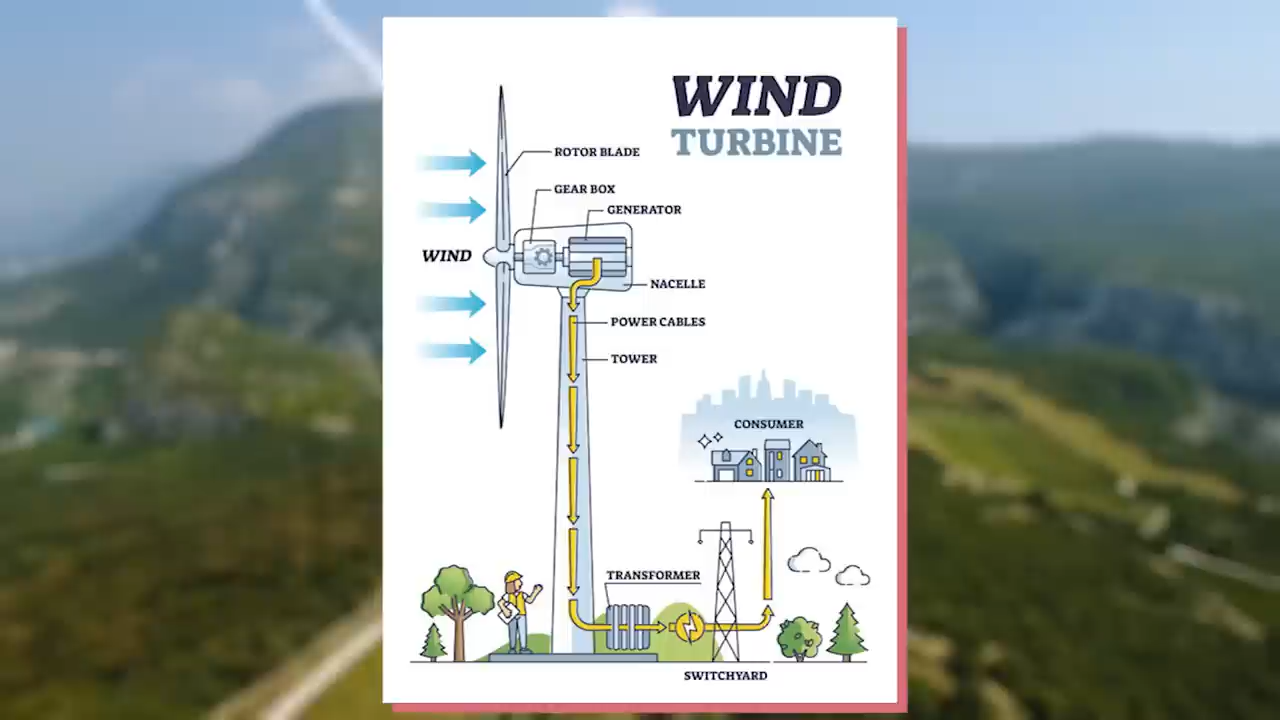 WIND
TURBINE
ROTOR BLADE
GEAR BOX
GENERATOR
WIND
NACELLE
POWER CABLES
TOWER
CONSUMER
TRANSFORMER
SWITCHYARD